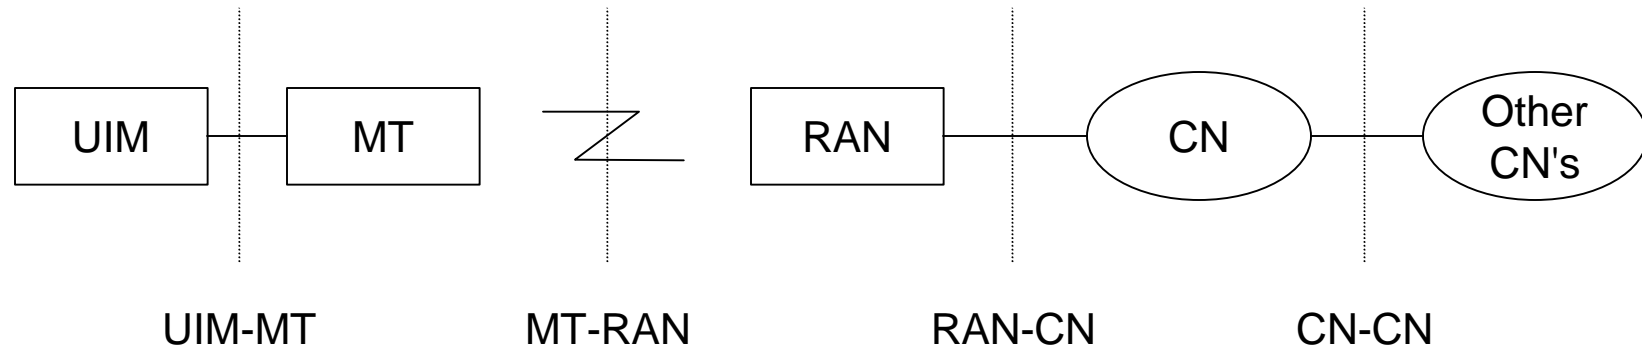 UIM
MT
RAN
CN
Other
CN's
UIM-MT
MT-RAN
RAN-CN
CN-CN